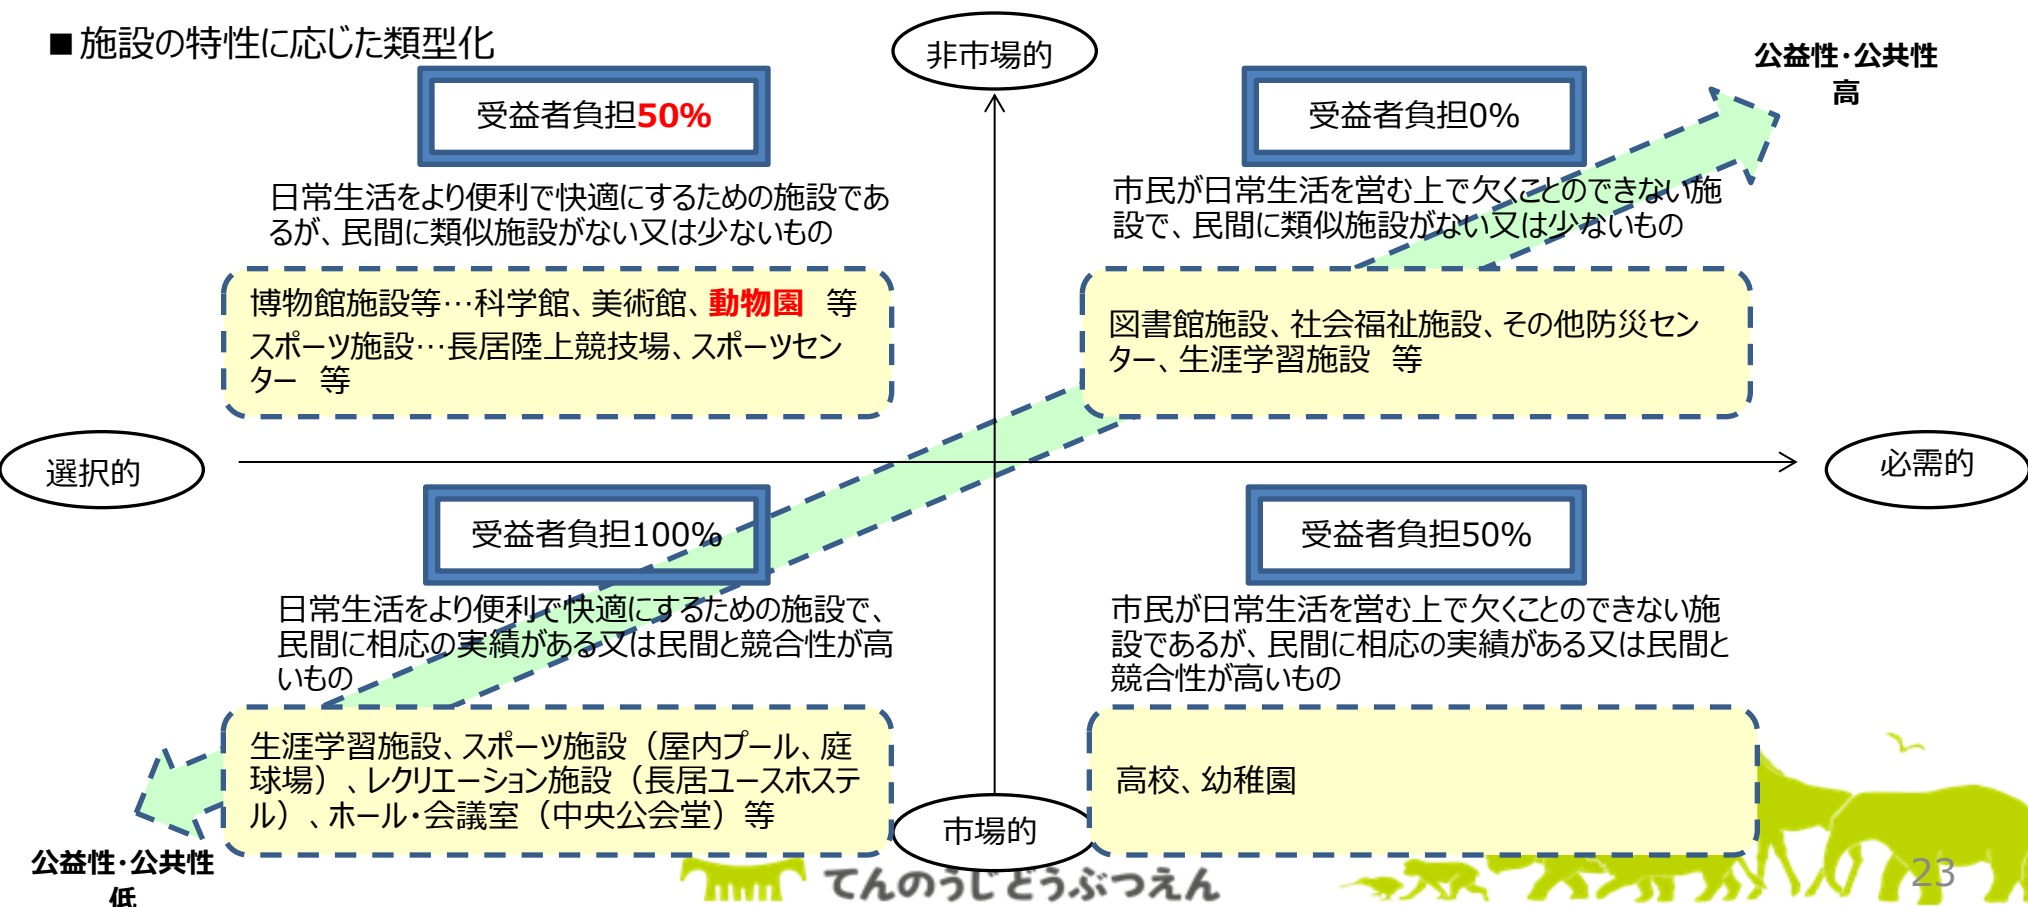 ■施設の特性に応じた類型化
非市場的
公益性・公共性
高
受益者負担50%
日常生活をより便利で快適にするための施設であ
るが、民間に類似施設がない又は少ないもの
博物館施設等…科学館、美術館、動物園　等
スポーツ施設…長居陸上競技場、スポーツセン
ター　等
受益者負担0%
市民が日常生活を営む上で欠くことのできない施
設で、民間に類似施設がない又は少ないもの
図書館施設、社会福祉施設、その他防災セン
ター、生涯学習施設　等
選択的
必需的
受益者負担100%
日常生活をより便利で快適にするための施設で、
民間に相応の実績がある又は民間と競合性が高
いもの
生涯学習施設、スポーツ施設（屋内プール、庭
球場）、レクリエーション施設（長居ユースホステ
ル）、ホール・会議室（中央公会堂）等
受益者負担50%
市民が日常生活を営む上で欠くことのできない施
設であるが、民間に相応の実績がある又は民間と
競合性が高いもの
高校、幼稚園
市場的
公益性・公共性
低
てんのうじどうぶつえん
23